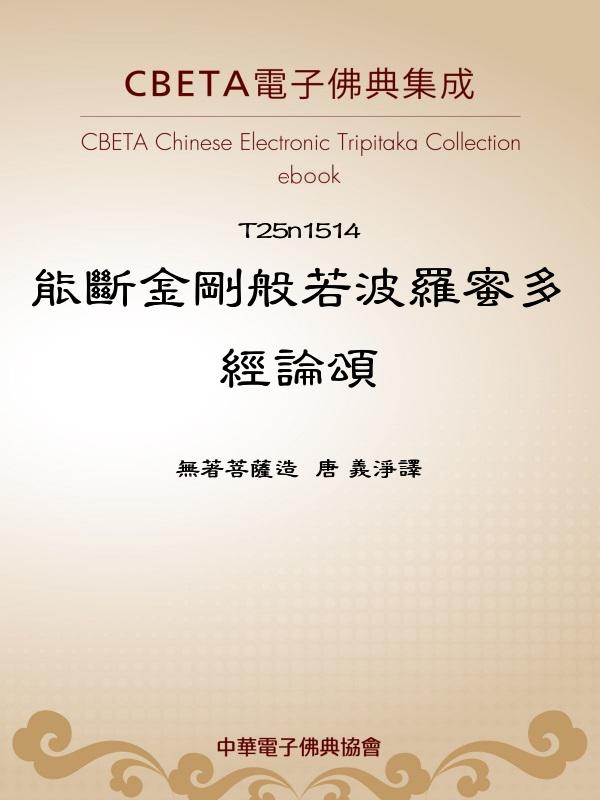 CBETA電子佛典集成
CBETA Chinese Electronic Tripitaka Collection
ebook
T25n1514
能斷金剛般若波羅蜜多
經論頌
無著菩薩造 唐 義淨譯
中華電子佛典協會